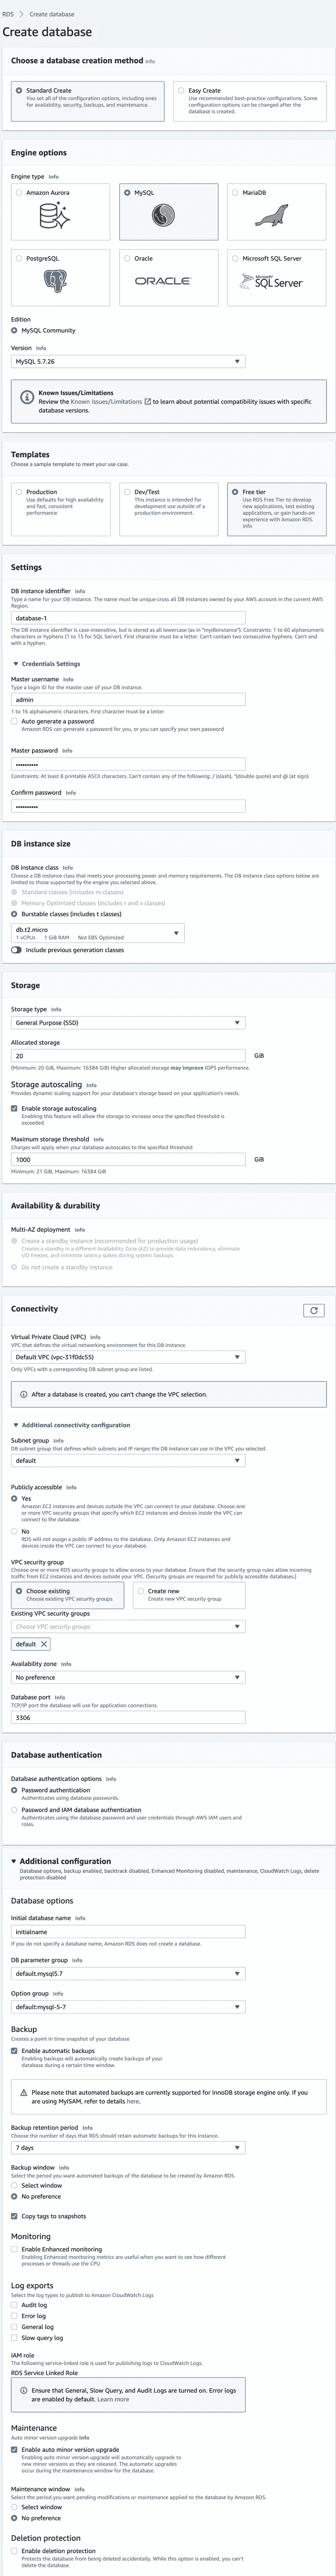 RDS > Create database
Create database
Choose a database creation method Info
Standard Create
You set all of the configuration options, including ones
for availability, security, backups, and maintenance.
Easy Create
Use recommended best-practice configurations. Some
configuration options can be changed after the
database is created.
Engine options
Engine type Info
Amazon Aurora
MySQL
MariaDB
PostgreSQL
Oracle
ORACLE
Microsoft SQL Server
Microsoft
SQL Server
Edition
MySQL Community
Version Info
MySQL 5.7.26
Known Issues/Limitations
Review the Known Issues/Limitations to learn about potential compatibility issues with specific
database versions.
Templates
Choose a sample template to meet your use case.
Production
Use defaults for high availability
and fast, consistent
performance.
Dev/Test
This instance is intended for
development use outside of a
production environment.
Free tier
Use RDS Free Tier to develop
new applications, test existing
applications, or gain hands-on
experience with Amazon RDS.
Info
Settings
DB instance identifier Info
Type a name for your DB instance. The name must be unique cross all DB instances owned by your AWS account in the current AWS
Region.
database-1
The DB instance identifier is case-insensitive, but is stored as all lowercase (as in "mydbinstance"). Constraints: 1 to 60 alphanumeric
characters or hyphens (1 to 15 for SQL Server). First character must be a letter. Can't contain two consecutive hyphens. Can't end
with a hyphen.
Credentials Settings
Master username Info
Type a login ID for the master user of your DB instance.
admin
1 to 16 alphanumeric characters. First character must be a letter
Auto generate a password
Amazon RDS can generate a password for you, or you can specify your own password
Master password Info
••••••••••
Constraints: At least 8 printable ASCII characters. Can't contain any of the following: / (slash), "(double quote) and @ (at sign).
Confirm password Info
••••••••••
DB instance size
DB instance class Info
Choose a DB instance class that meets your processing power and memory requirements. The DB instance class options below are
limited to those supported by the engine you selected above.
Standard classes (includes m classes)
Memory Optimized classes (includes r and x classes)
Burstable classes (includes t classes)
db.t2.micro
1 vCPUs 1 GiB RAM Not EBS Optimized
Include previous generation classes
Storage
Storage type Info
General Purpose (SSD)
Allocated storage
20 GiB
(Minimum: 20 GiB, Maximum: 16384 GiB) Higher allocated storage may improve IOPS performance.
Storage autoscaling Info
Provides dynamic scaling support for your database's storage based on your application's needs.
Enable storage autoscaling
Enabling this feature will allow the storage to increase once the specified threshold is
exceeded.
Maximum storage threshold Info
Charges will apply when your database autoscales to the specified threshold
1000 GiB
Minimum: 21 GiB, Maximum: 16384 GiB
Availability & durability
Multi-AZ deployment Info
Create a standby instance (recommended for production usage)
Creates a standby in a different Availability Zone (AZ) to provide data redundancy, eliminate
I/O freezes, and minimize latency spikes during system backups.
Do not create a standby instance
Connectivity
Virtual Private Cloud (VPC) Info
VPC that defines the virtual networking environment for this DB instance.
Default VPC (vpc-31f0dc55)
Only VPCs with a corresponding DB subnet group are listed.
After a database is created, you can't change the VPC selection.
Additional connectivity configuration
Subnet group Info
DB subnet group that defines which subnets and IP ranges the DB instance can use in the VPC you selected.
default
Publicly accessible Info
Yes
Amazon EC2 instances and devices outside the VPC can connect to your database. Choose one
or more VPC security groups that specify which EC2 instances and devices inside the VPC can
connect to the database.
No
RDS will not assign a public IP address to the database. Only Amazon EC2 instances and
devices inside the VPC can connect to your database.
VPC security group
Choose one or more RDS security groups to allow access to your database. Ensure that the security group rules allow incoming
traffic from EC2 instances and devices outside your VPC. (Security groups are required for publicly accessible databases.)
Choose existing
Choose existing VPC security groups
Create new
Create new VPC security group
Existing VPC security groups
Choose VPC security groups
default
Availability zone Info
No preference
Database port Info
TCP/IP port the database will use for application connections.
3306
Database authentication
Database authentication options Info
Password authentication
Authenticates using database passwords.
Password and IAM database authentication
Authenticates using the database password and user credentials through AWS IAM users and
roles.
Additional configuration
Database options, backup enabled, backtrack disabled, Enhanced Monitoring disabled, maintenance, CloudWatch Logs, delete
protection disabled
Database options
Initial database name Info
initialname
If you do not specify a database name, Amazon RDS does not create a database.
DB parameter group Info
default.mysql5.7
Option group Info
default:mysql-5-7
Backup
Creates a point in time snapshot of your database
Enable automatic backups
Enabling backups will automatically create backups of your
database during a certain time window.
Please note that automated backups are currently supported for InnoDB storage engine only. If you
are using MyISAM, refer to details here.
Backup retention period Info
Choose the number of days that RDS should retain automatic backups for this instance.
7 days
Backup window Info
Select the period you want automated backups of the database to be created by Amazon RDS.
Select window
No preference
Copy tags to snapshots
Monitoring
Enable Enhanced monitoring
Enabling Enhanced monitoring metrics are useful when you want to see how different
processes or threads use the CPU
Log exports
Select the log types to publish to Amazon CloudWatch Logs
Audit log
Error log
General log
Slow query log
IAM role
The following service-linked role is used for publishing logs to CloudWatch Logs.
RDS Service Linked Role
Ensure that General, Slow Query, and Audit Logs are turned on. Error logs
are enabled by default. Learn more
Maintenance
Auto minor version upgrade Info
Enable auto minor version upgrade
Enabling auto minor version upgrade will automatically upgrade to
new minor versions as they are released. The automatic upgrades
occur during the maintenance window for the database.
Maintenance window Info
Select the period you want pending modifications or maintenance applied to the database by Amazon RDS.
Select window
No preference
Deletion protection
Enable deletion protection
Protects the database from being deleted accidentally. While this option is enabled, you can't
delete the database.